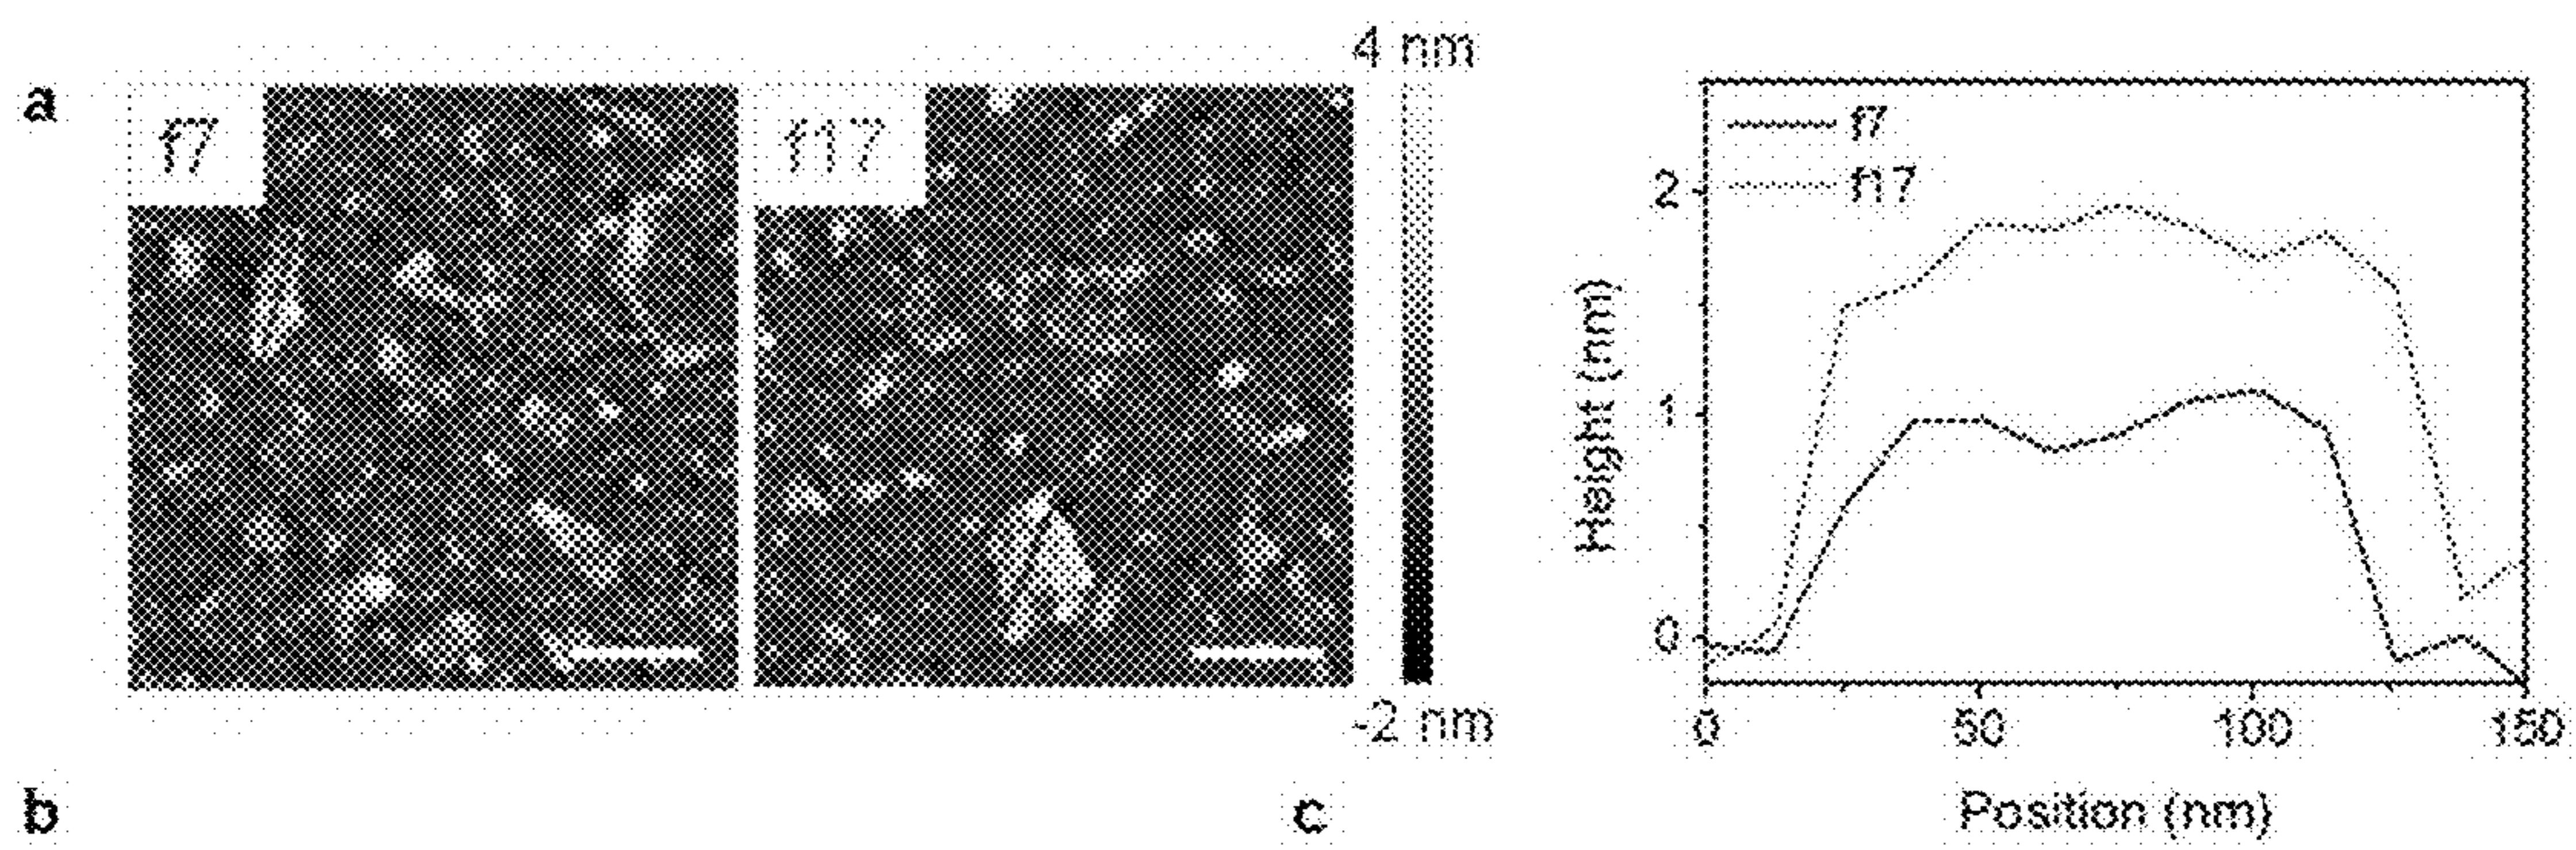 a
f7
f17
4 nm
-2 nm
f7
f17
Height (nm)
2
1
0
0
50
100
150
Position (nm)
b
c